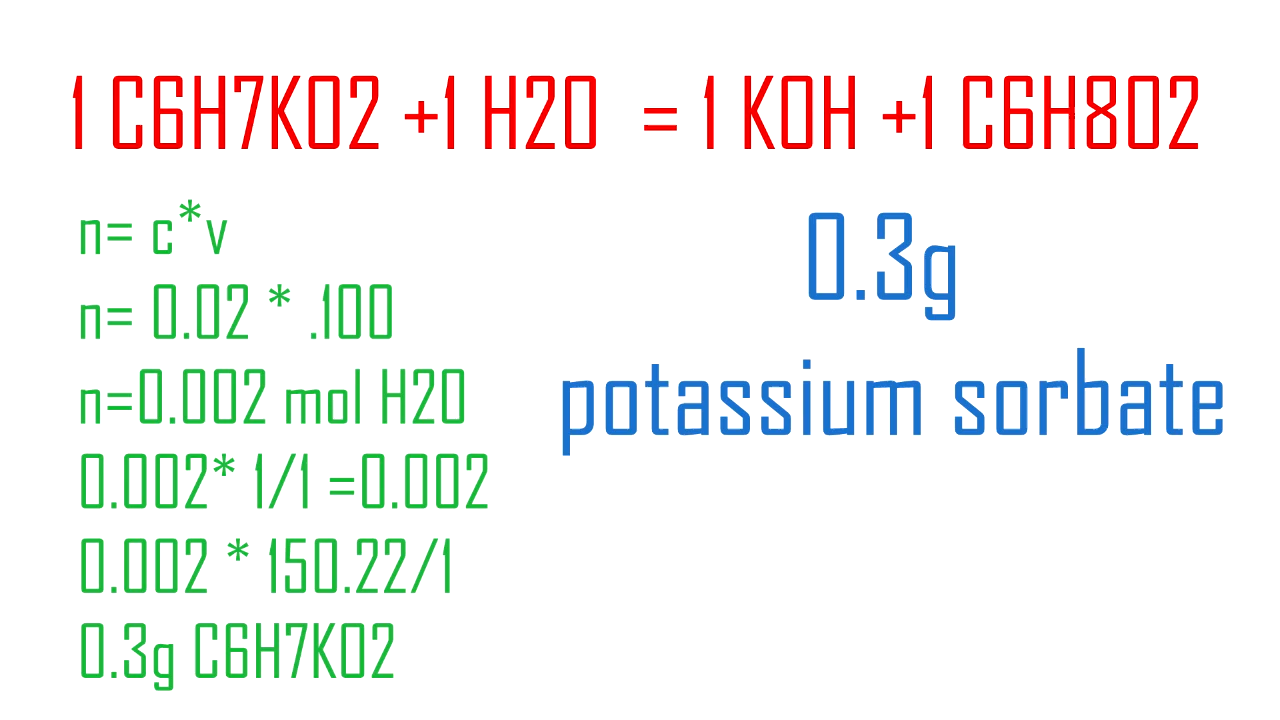 1 C6H7KO2 +1 H2O = 1 KOH +1 C6H8O2
n= c*v
n= 0.02 * .100
n=0.002 mol H2O
0.002* 1/1 =0.002
0.002 * 150.22/1
0.3g C6H7KO2
0.3g
potassium sorbate